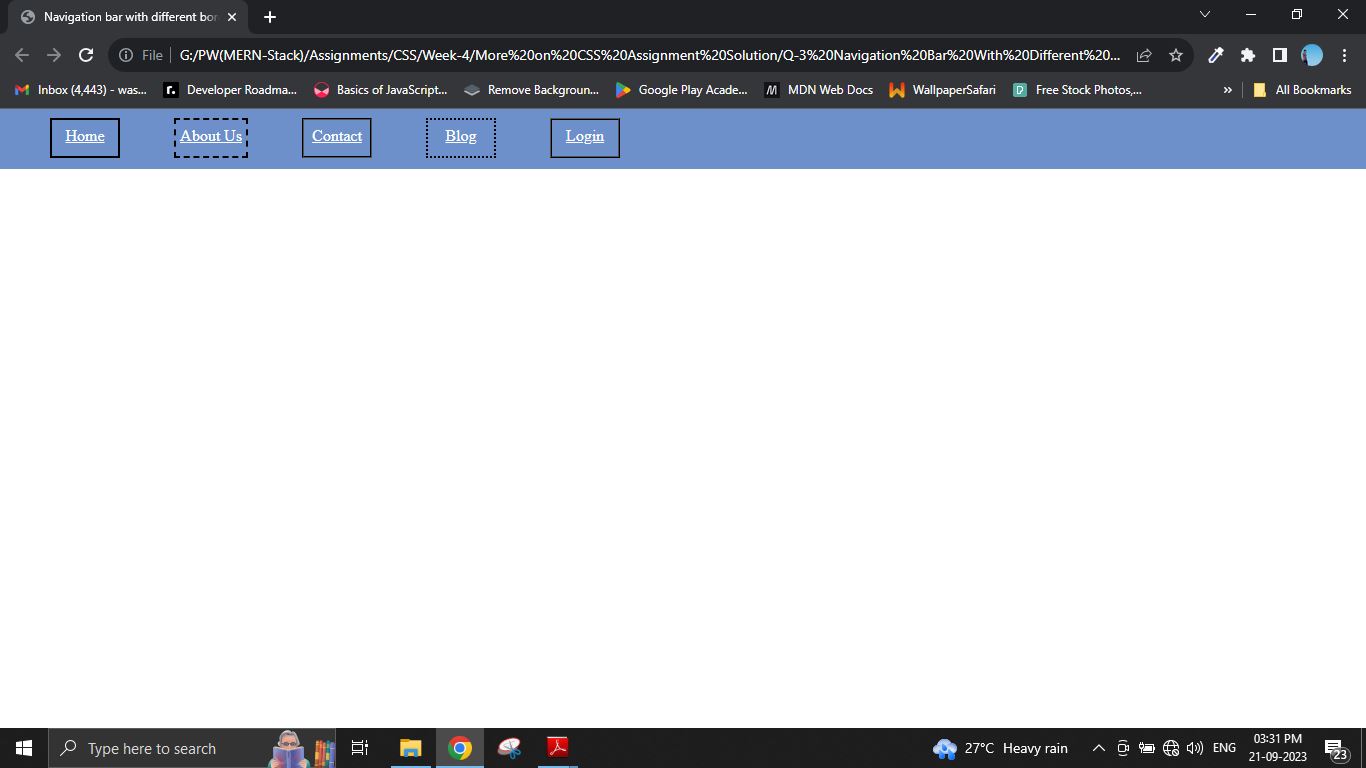 Navigation bar with different bor
File
G:/PW(MERN-Stack)/Assignments/CSS/Week-4/More%20on%20CSS%20Assignment%20Solution/Q-3%20Navigation%20Bar%20With%20Different%20...
Inbox (4,443) - was... r. Developer Roadma... Basics of JavaScript... Remove Backgroun... Google Play Acade... MDN Web Docs WallpaperSafari Free Stock Photos,... » All Bookmarks
Home About Us Contact Blog Login
Type here to search
27°C Heavy rain
ENG
03:31 PM
21-09-2023
23